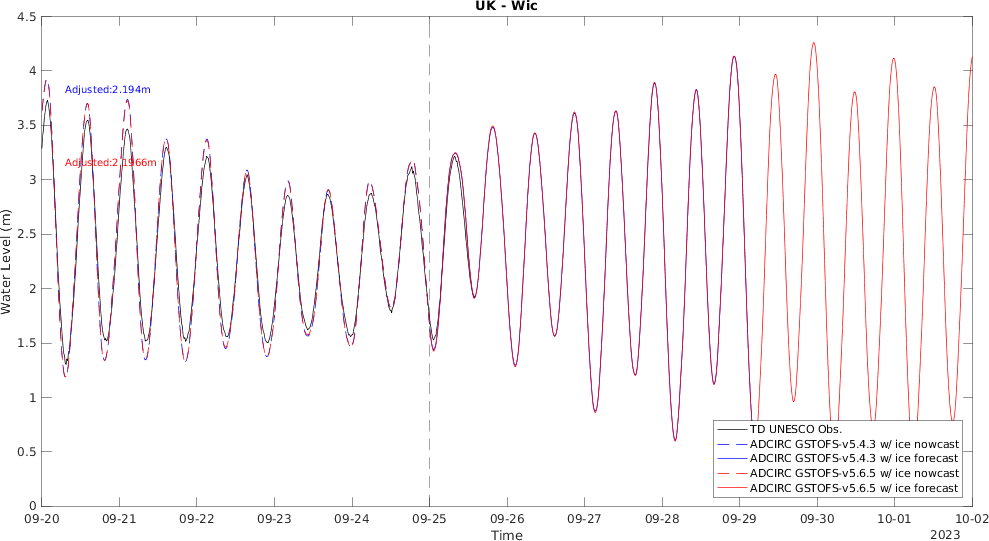 UK - Wic
4.5
4
3.5
3
2.5
2
1.5
1
0.5
0
Water Level (m)
Adjusted:2.194m
Adjusted:2.1966m
TD UNESCO Obs.
ADCIRC GSTOFS-v5.4.3 w/ ice nowcast
ADCIRC GSTOFS-v5.4.3 w/ ice forecast
ADCIRC GSTOFS-v5.6.5 w/ ice nowcast
ADCIRC GSTOFS-v5.6.5 w/ ice forecast
09-20 09-21 09-22 09-23 09-24 09-25 09-26 09-27 09-28 09-29 09-30 10-01 10-02
Time
2023